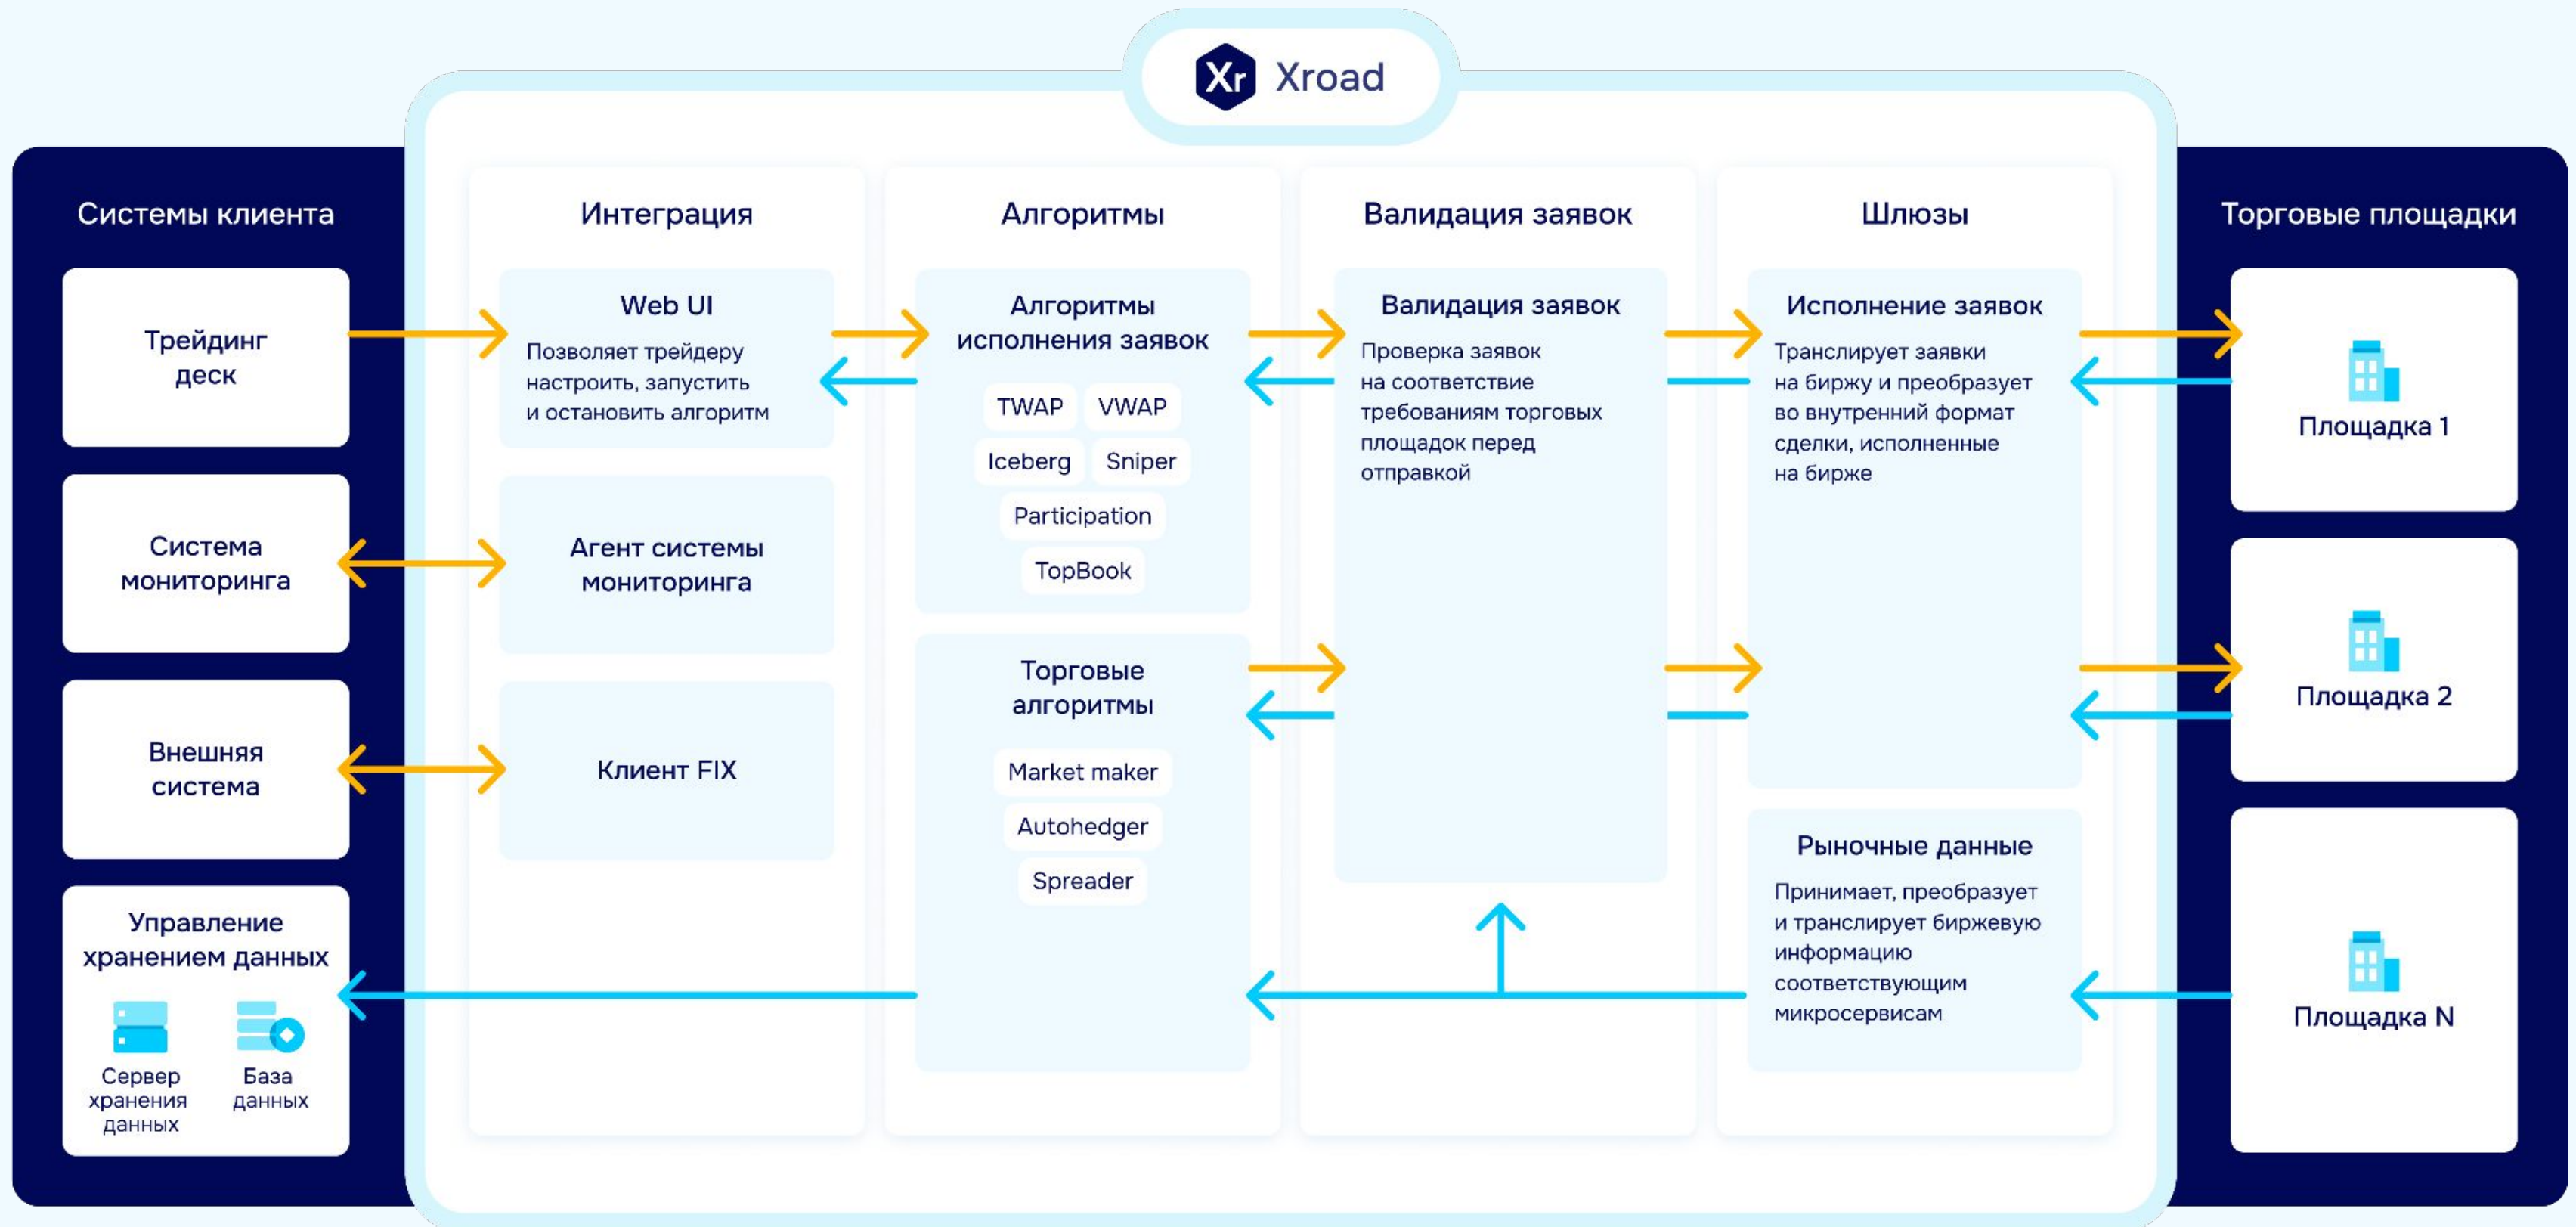 Xr Xroad
Системы клиента
Трейдинг
деск
Система
мониторинга
Внешняя
система
Управление
хранением данных
Сервер
хранения
данных
База
данных
Интеграция
Web UI
Позволяет трейдеру
настроить, запустить
и остановить алгоритм
Агент системы
мониторинга
Клиент FIX
Алгоритмы
Алгоритмы
исполнения заявок
TWAP VWAP
Iceberg Sniper
Participation
TopBook
Торговые
алгоритмы
Market maker
Autohedger
Spreader
Валидация заявок
Валидация заявок
Проверка заявок
на соответствие
требованиям торговых
площадок перед
отправкой
Шлюзы
Исполнение заявок
Транслирует заявки
на биржу и преобразует
во внутренний формат
сделки, исполненные
на бирже
Рыночные данные
Принимает, преобразует
и транслирует биржевую
информацию
соответствующим
микросервисам
Торговые площадки
Площадка 1
Площадка 2
Площадка N